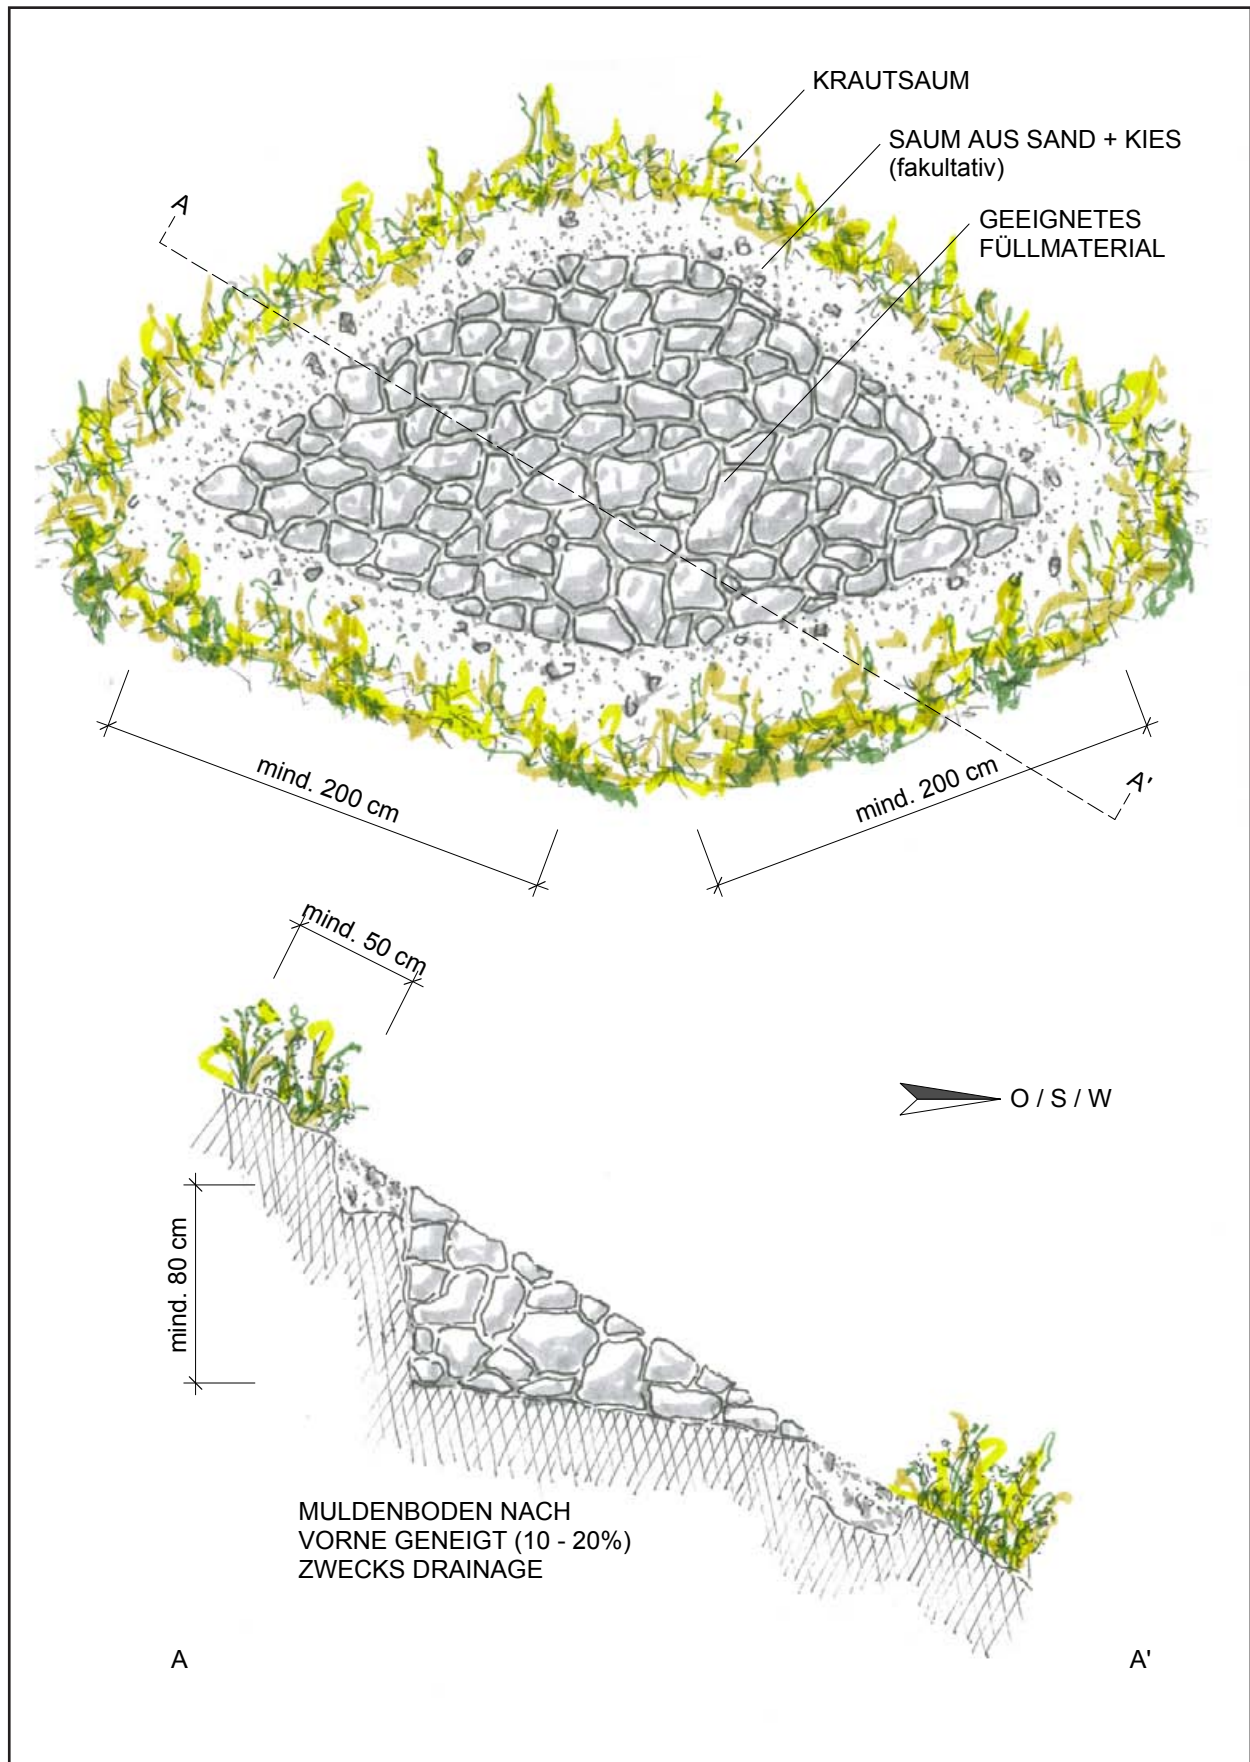 KRAUTSAUM
SAUM AUS SAND + KIES
(fakultativ)
GEEIGNETES
FÜLLMATERIAL
A
A'
mind. 200 cm
mind. 200 cm
mind. 50 cm
O / S / W
mind. 80 cm
MULDENBODEN NACH
VORNE GENEIGT (10 - 20%)
ZWECKS DRAINAGE
A
A'